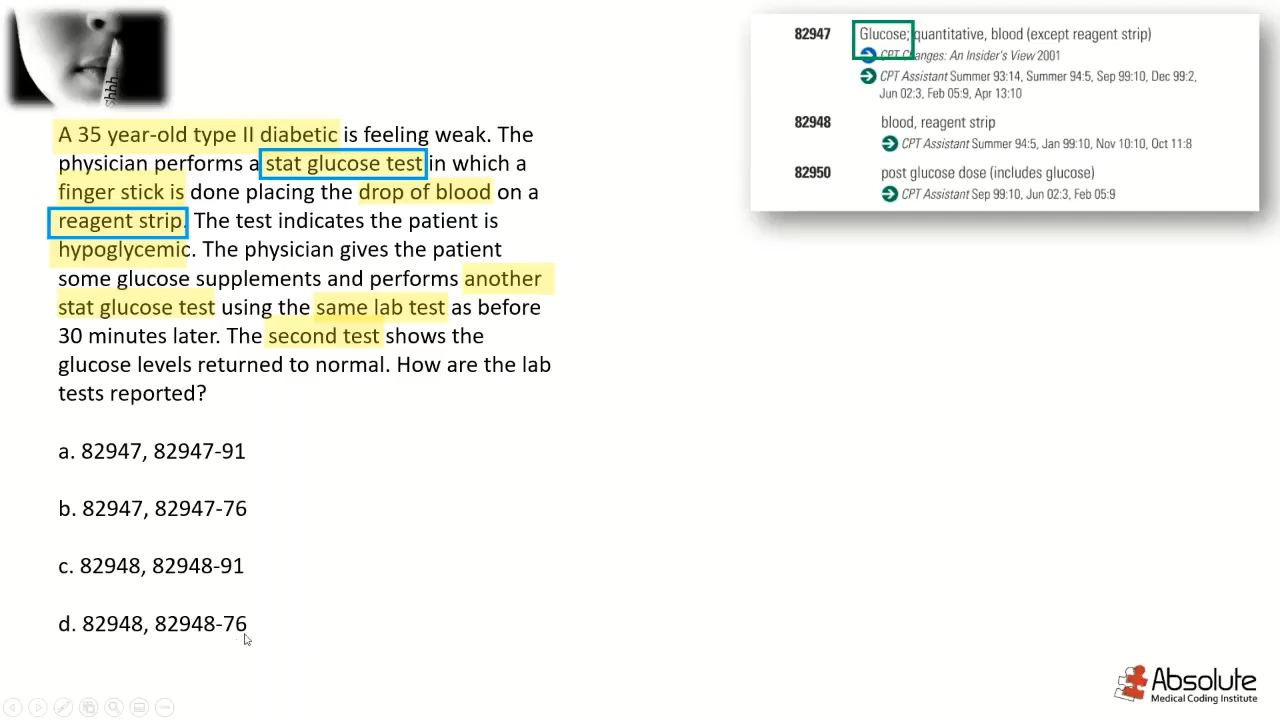 shhh
A 35 year-old type II diabetic is feeling weak. The
physician performs a stat glucose test in which a
finger stick is done placing the drop of blood on a
reagent strip. The test indicates the patient is
hypoglycemic. The physician gives the patient
some glucose supplements and performs another
stat glucose test using the same lab test as before
30 minutes later. The second test shows the
glucose levels returned to normal. How are the lab
tests reported?
a. 82947, 82947-91
b. 82947, 82947-76
c. 82948, 82948-91
d. 82948, 82948-76
82947 Glucose; quantitative, blood (except reagent strip)
CPT Changes: An Insider's View 2001
CPT Assistant Summer 93:14, Summer 94:5, Sep 99:10, Dec 99:2,
Jun 02:3, Feb 05:9, Apr 13:10
82948 blood, reagent strip
CPT Assistant Summer 94:5, Jan 99:10, Nov 10:10, Oct 11:8
82950 post glucose dose (includes glucose)
CPT Assistant Sep 99:10, Jun 02:3, Feb 05:9
Absolute
Medical Coding Institute